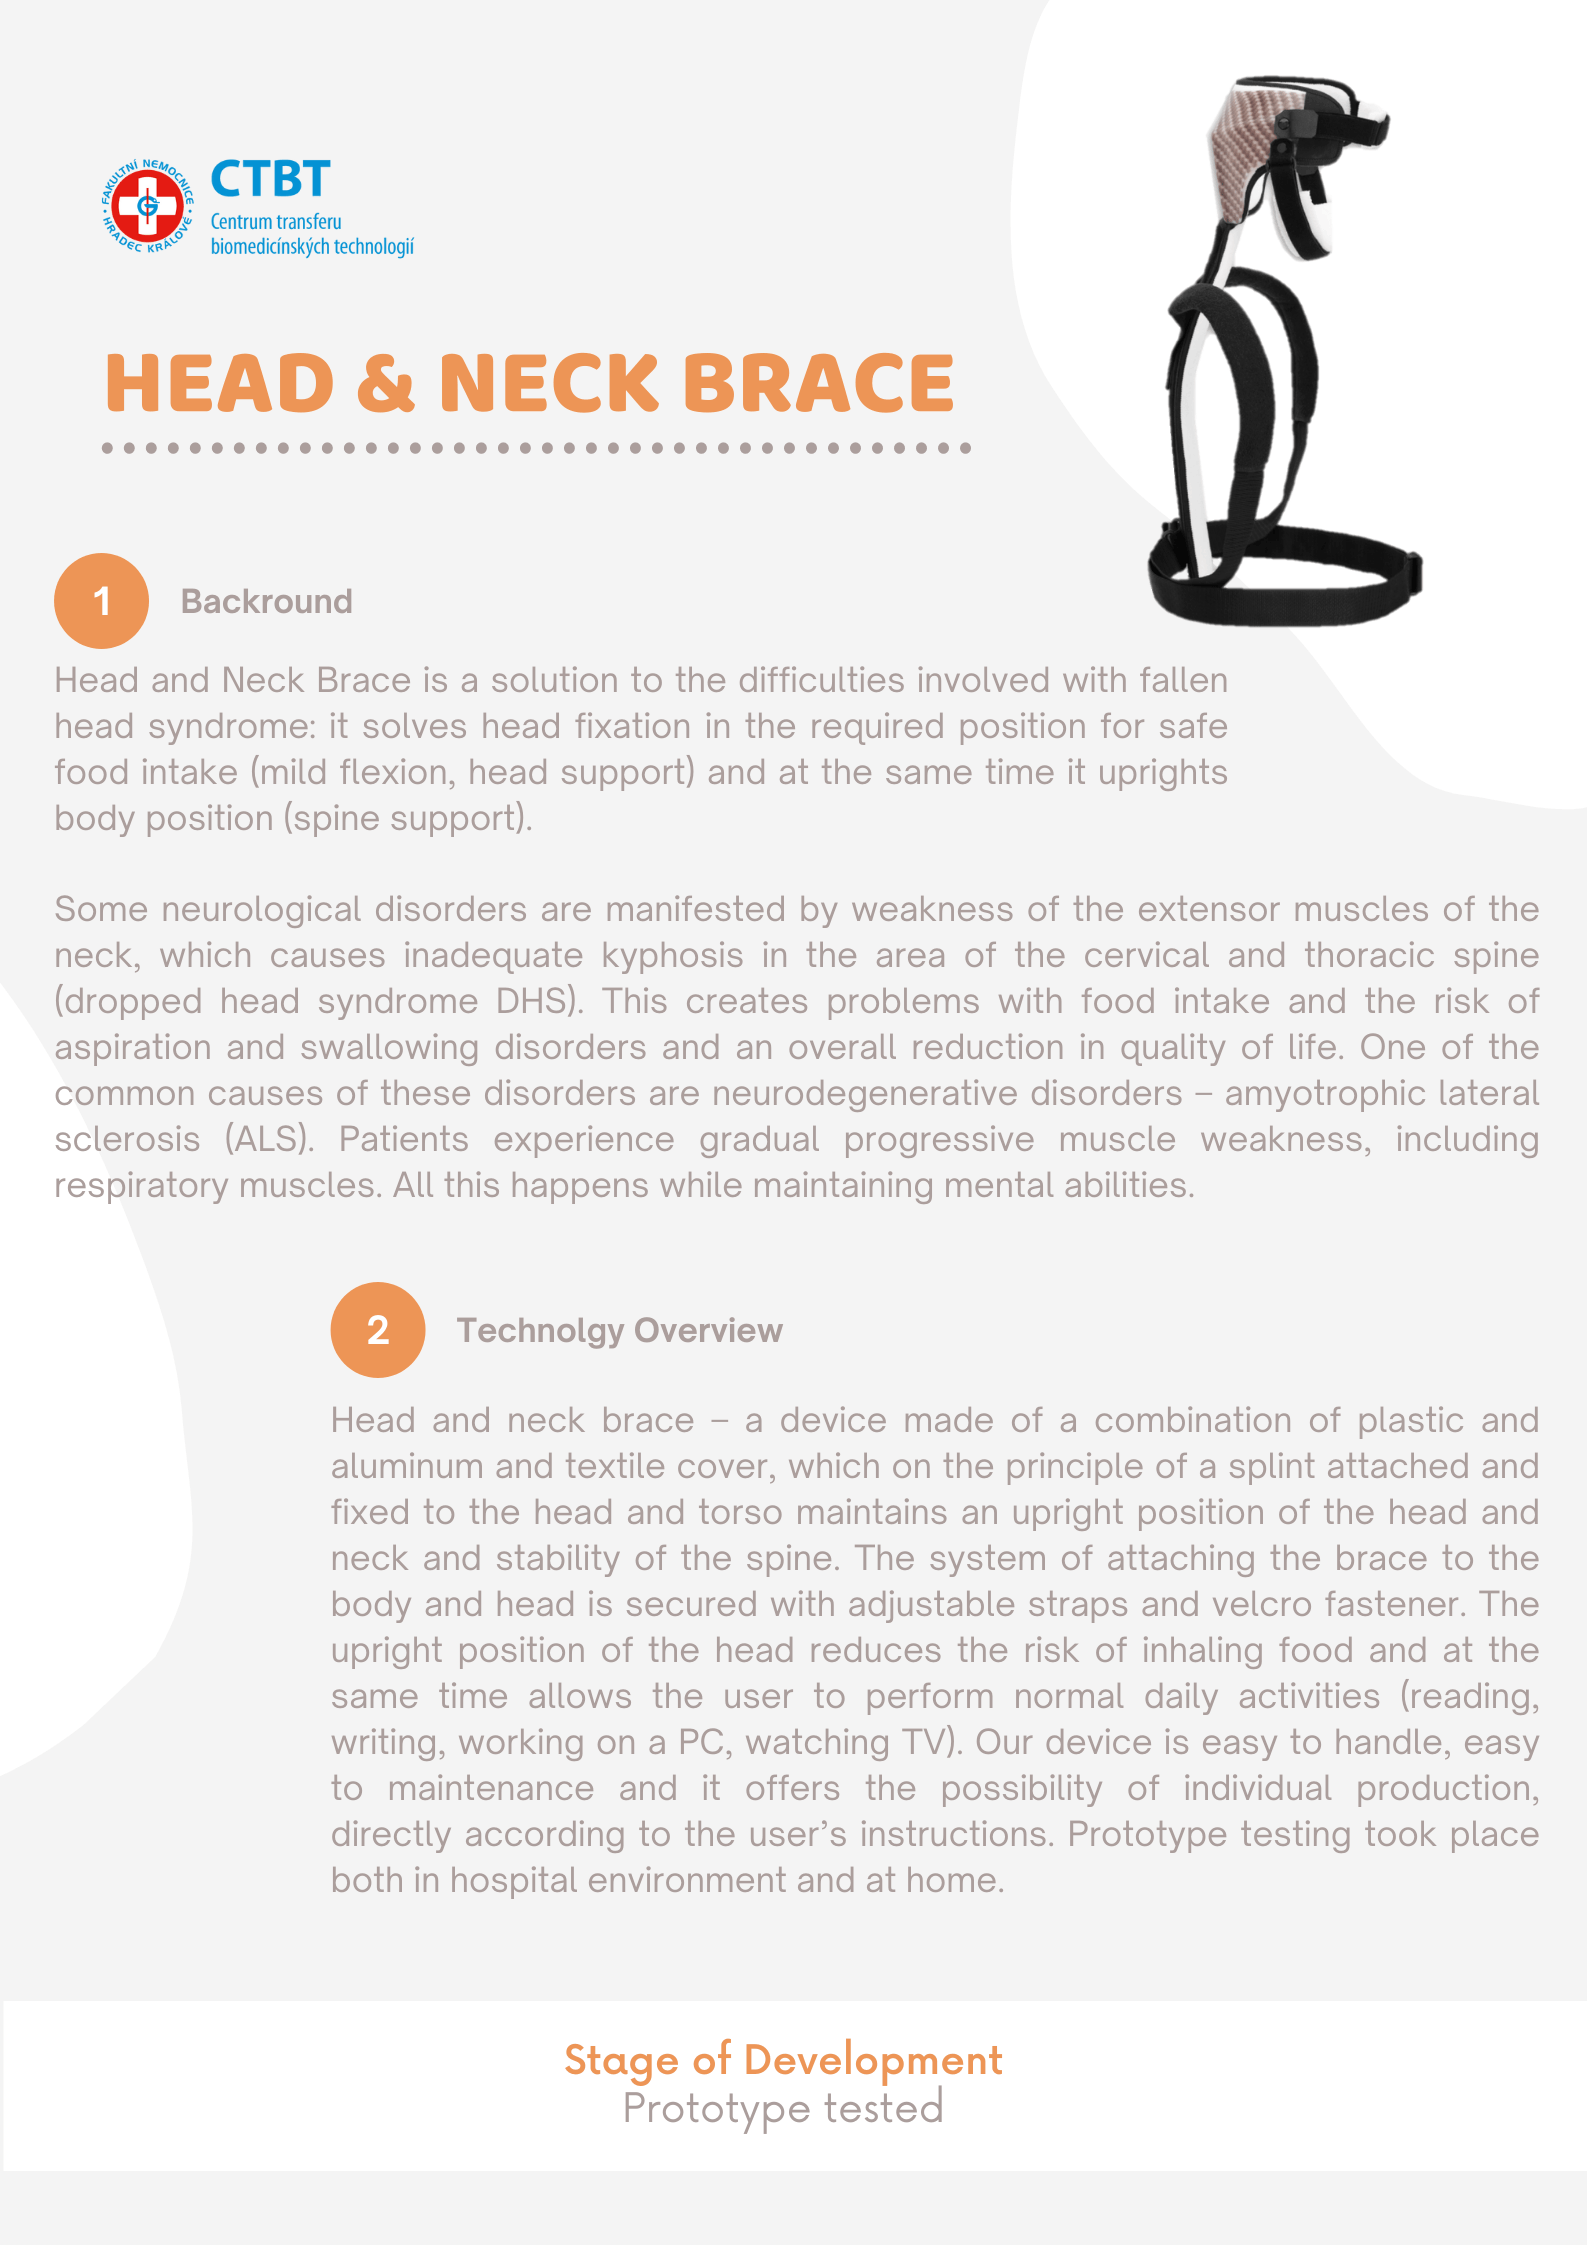 FAKULTNÍ NEMOCNICE
• HRADEC KRÁLOVÉ •
CTBT
Centrum transferu
biomedicínských technologií
HEAD & NECK BRACE
1
Backround
Head and Neck Brace is a solution to the difficulties involved with fallen
head syndrome: it solves head fixation in the required position for safe
food intake (mild flexion, head support) and at the same time it uprights
body position (spine support).
Some neurological disorders are manifested by weakness of the extensor muscles of the
neck, which causes inadequate kyphosis in the area of the cervical and thoracic spine
(dropped head syndrome DHS). This creates problems with food intake and the risk of
aspiration and swallowing disorders and an overall reduction in quality of life. One of the
common causes of these disorders are neurodegenerative disorders – amyotrophic lateral
sclerosis (ALS). Patients experience gradual progressive muscle weakness, including
respiratory muscles. All this happens while maintaining mental abilities.
2
Technolgy Overview
Head and neck brace – a device made of a combination of plastic and
aluminum and textile cover, which on the principle of a splint attached and
fixed to the head and torso maintains an upright position of the head and
neck and stability of the spine. The system of attaching the brace to the
body and head is secured with adjustable straps and velcro fastener. The
upright position of the head reduces the risk of inhaling food and at the
same time allows the user to perform normal daily activities (reading,
writing, working on a PC, watching TV). Our device is easy to handle, easy
to maintenance and it offers the possibility of individual production,
directly according to the user’s instructions. Prototype testing took place
both in hospital environment and at home.
Stage of Development
Prototype tested